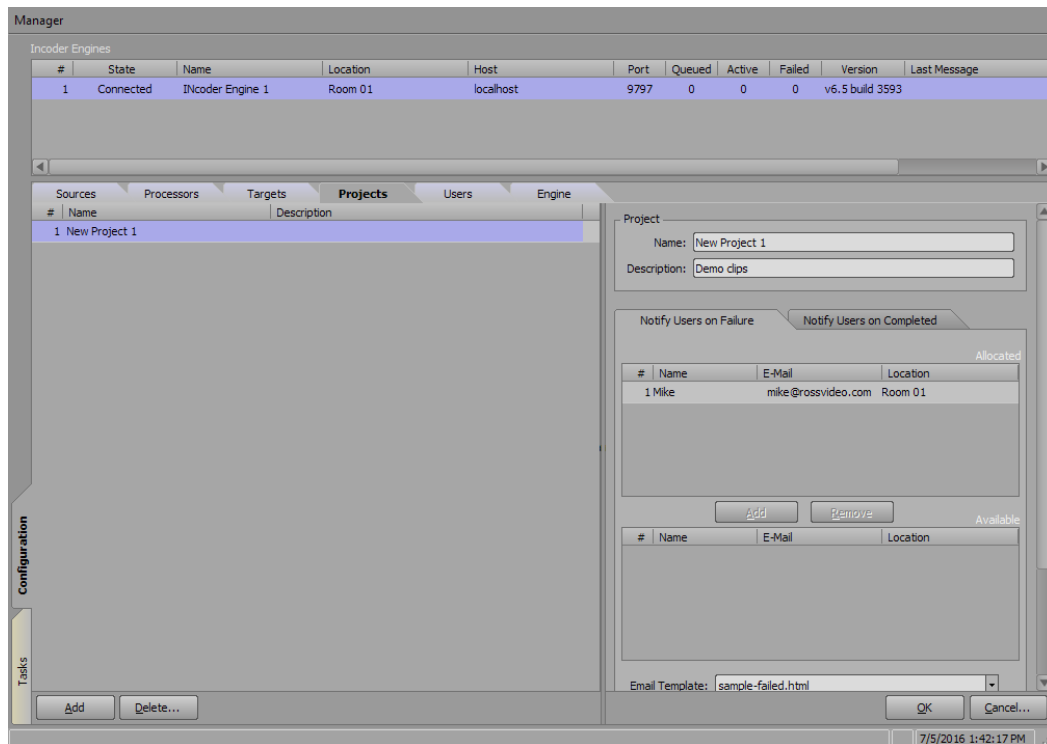 Manager
Incoder Engines
# State Name Location Host Port Queued Active Failed Version Last Message
1 Connected INcoder Engine 1 Room 01 localhost 9797 0 0 0 v6.5 build 3593
Sources Processors Targets Projects Users Engine
# Name Description
1 New Project 1
Project
Name: New Project 1
Description: Demo clips
Notify Users on Failure Notify Users on Completed
Allocated
# Name E-Mail Location
1 Mike mike@rossvideo.com Room 01
Add Remove
Available
# Name E-Mail Location
Email Template: sample-failed.html
Configuration
Tasks
Add Delete... OK Cancel...
7/5/2016 1:42:17 PM